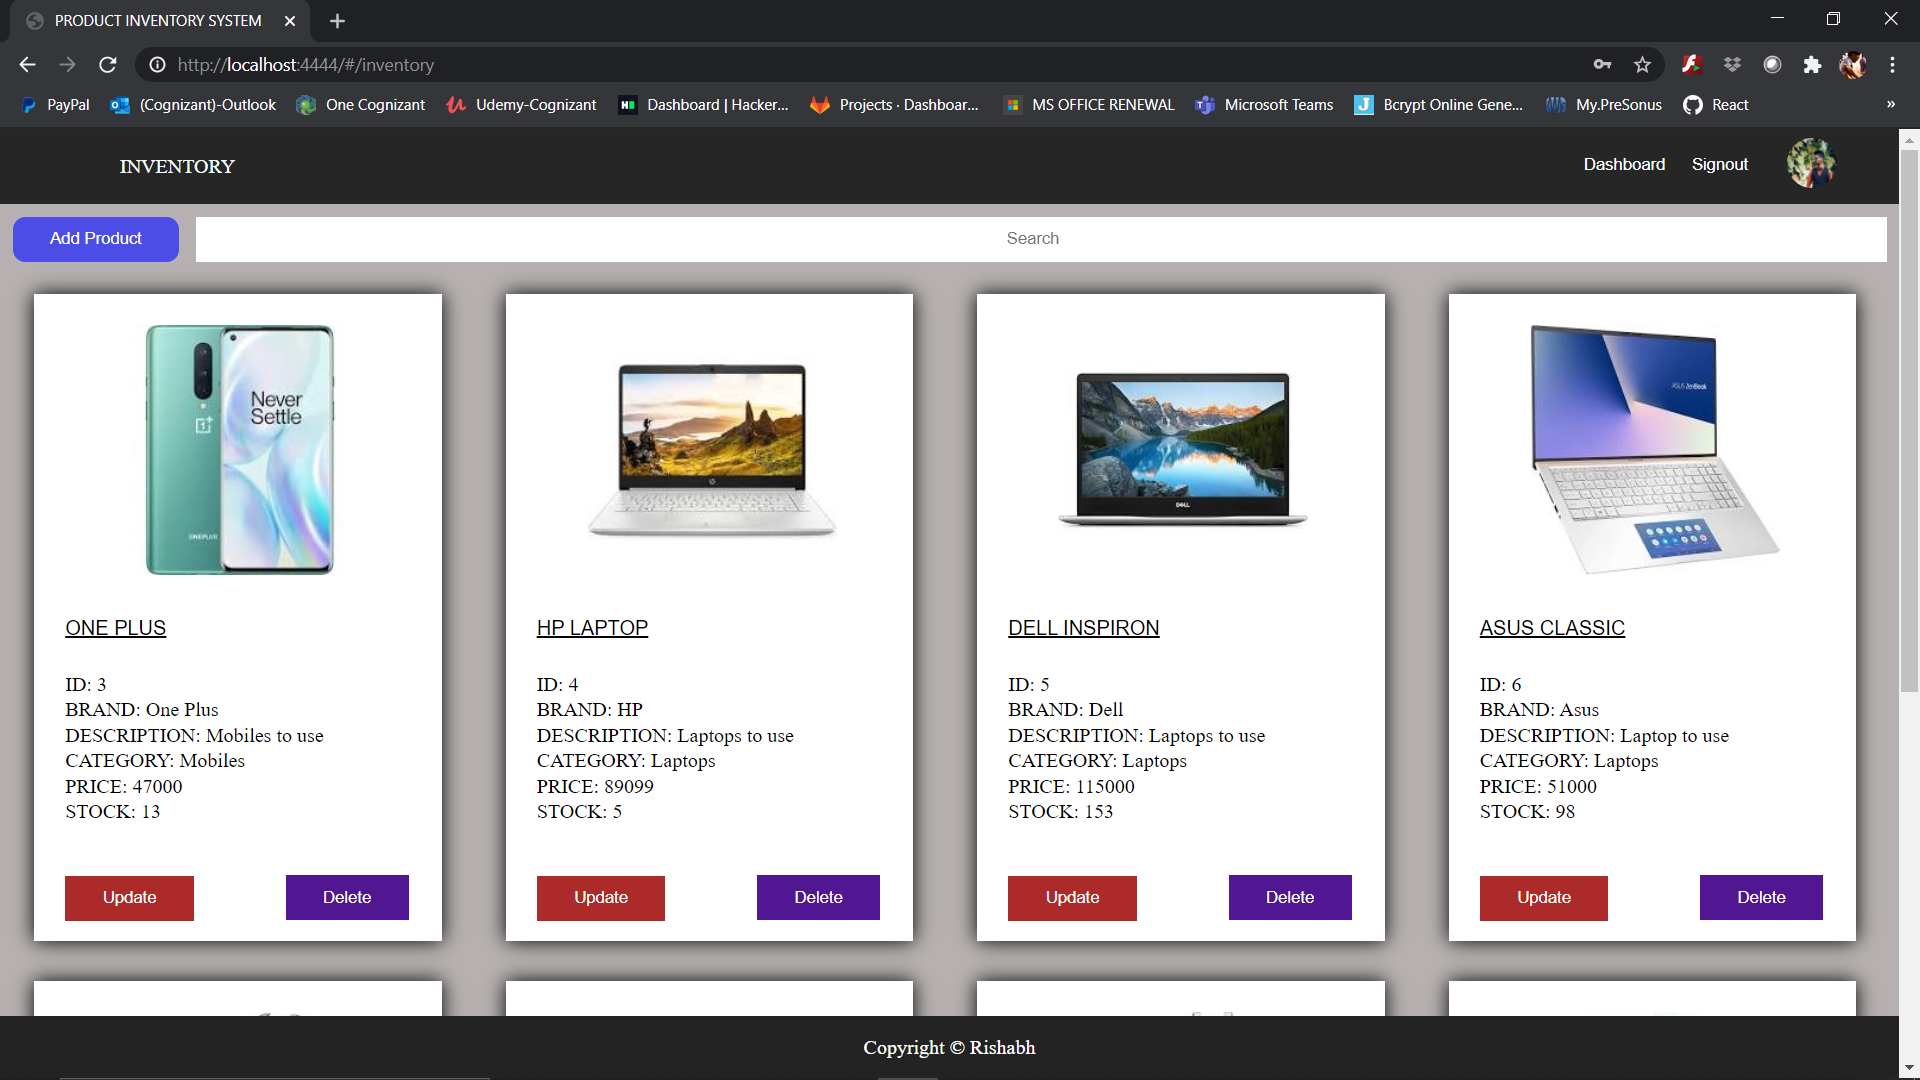 PRODUCT INVENTORY SYSTEM
http://localhost:4444/#/inventory
PayPal
(Cognizant)-Outlook
One Cognizant
Udemy-Cognizant
Dashboard | Hacker...
Projects · Dashboar...
MS OFFICE RENEWAL
Microsoft Teams
Bcrypt Online Gene...
My.PreSonus
React
»
INVENTORY
Dashboard
Signout
Add Product
Search
Never
Settle
ONEPLUS
ONE PLUS
ID: 3
BRAND: One Plus
DESCRIPTION: Mobiles to use
CATEGORY: Mobiles
PRICE: 47000
STOCK: 13
Update
Delete
HP LAPTOP
ID: 4
BRAND: HP
DESCRIPTION: Laptops to use
CATEGORY: Laptops
PRICE: 89099
STOCK: 5
Update
Delete
DELL
DELL INSPIRON
ID: 5
BRAND: Dell
DESCRIPTION: Laptops to use
CATEGORY: Laptops
PRICE: 115000
STOCK: 153
Update
Delete
ASUS ZenBook
ASUS CLASSIC
ID: 6
BRAND: Asus
DESCRIPTION: Laptop to use
CATEGORY: Laptops
PRICE: 51000
STOCK: 98
Update
Delete
Copyright © Rishabh